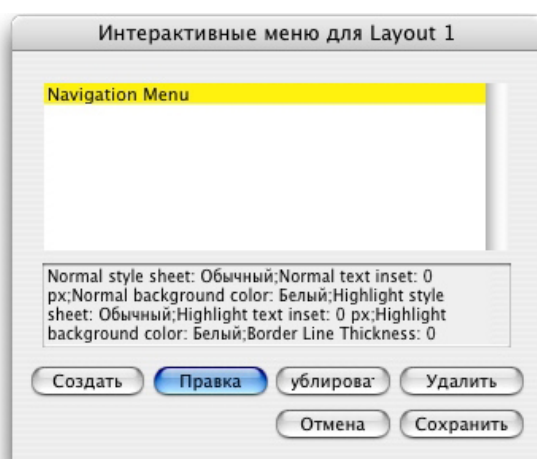 Интерактивные меню для Layout 1
Navigation Menu
Normal style sheet: Обычный;Normal text inset: 0
px;Normal background color: Белый;Highlight style
sheet: Обычный;Highlight text inset: 0 px;Highlight
background color: Белый;Border Line Thickness: 0
Создать Правка ублироват Удалить
Отмена Сохранить